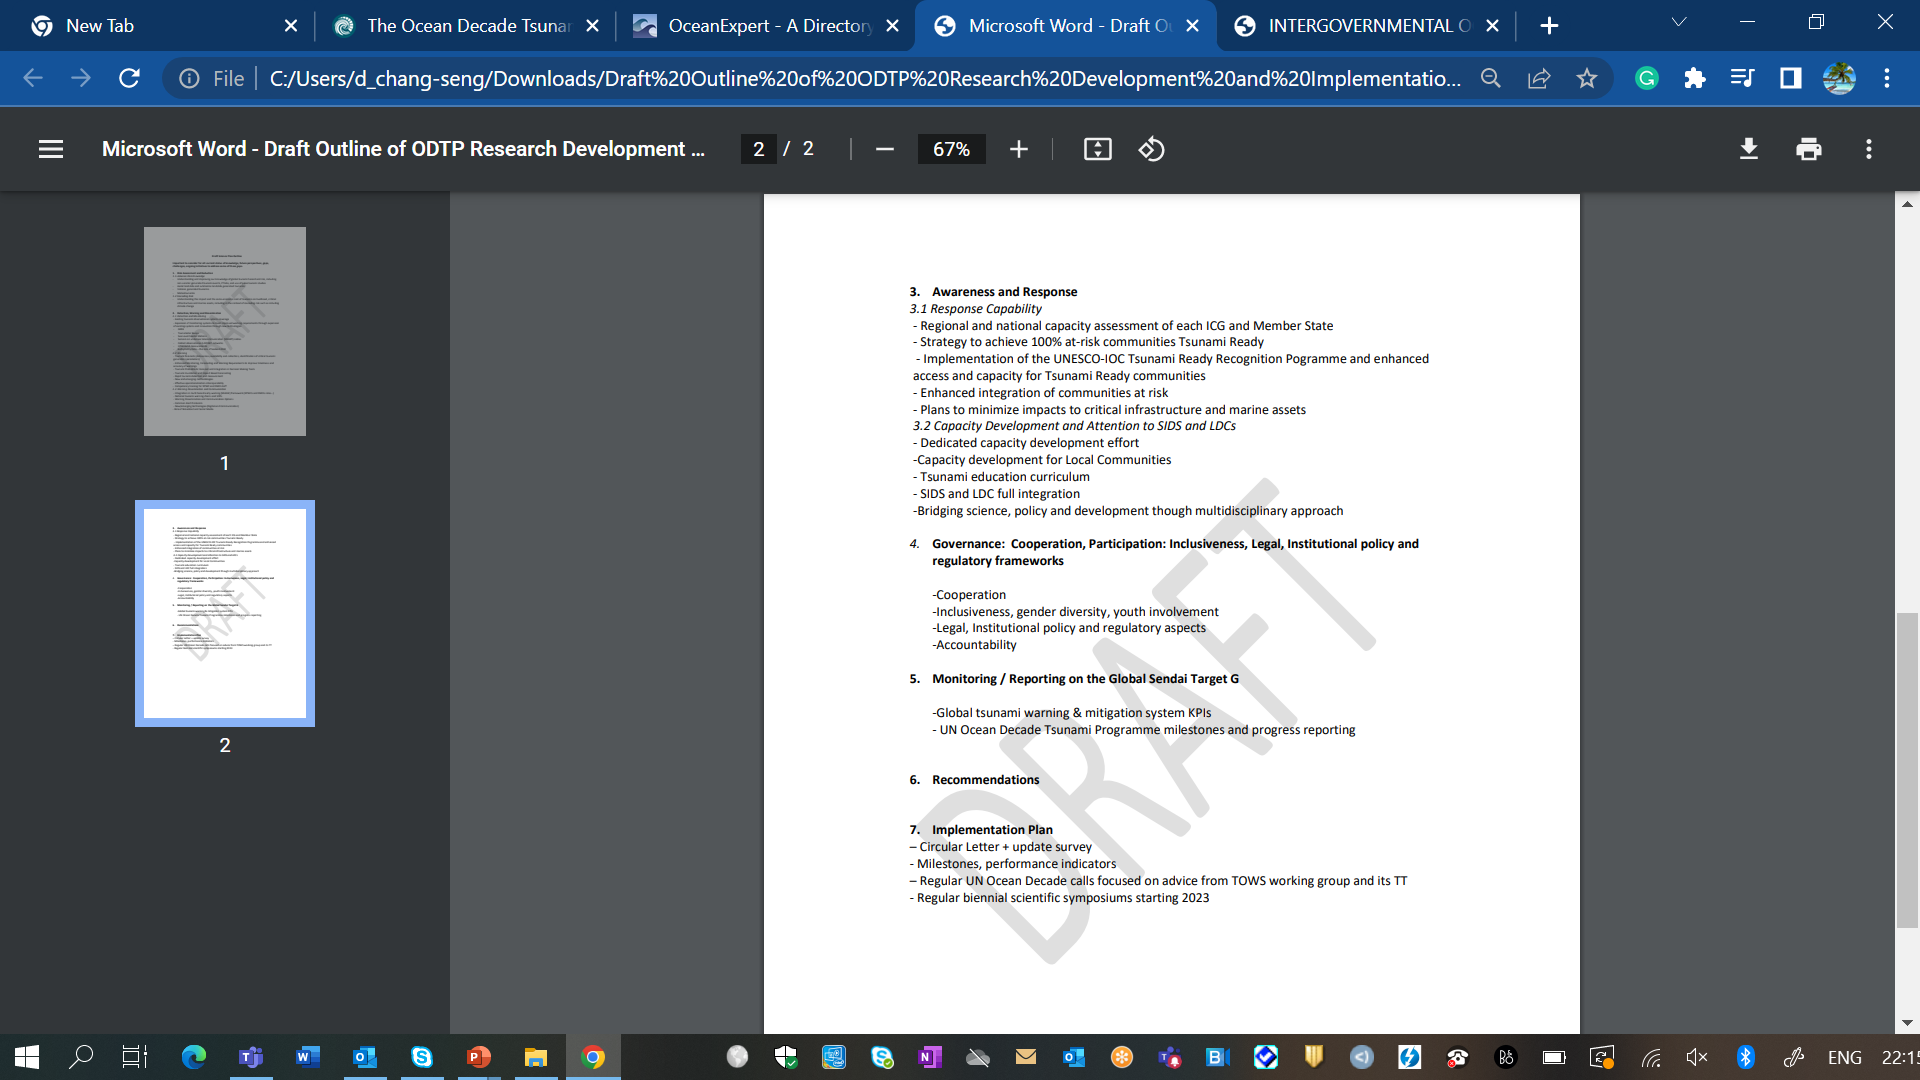 New Tab
The Ocean Decade Tsunar
OceanExpert - A Directory
Microsoft Word - Draft Ou
INTERGOVERNMENTAL O
File
C:/Users/d_chang-seng/Downloads/Draft%20Outline%20of%20ODTP%20Research%20Development%20and%20Implementatio...
Microsoft Word - Draft Outline of ODTP Research Development ...
2 / 2
67%
1
2
3. Awareness and Response
3.1 Response Capability
- Regional and national capacity assessment of each ICG and Member State
- Strategy to achieve 100% at-risk communities Tsunami Ready
- Implementation of the UNESCO-IOC Tsunami Ready Recognition Pogramme and enhanced
access and capacity for Tsunami Ready communities
- Enhanced integration of communities at risk
- Plans to minimize impacts to critical infrastructure and marine assets
3.2 Capacity Development and Attention to SIDS and LDCs
- Dedicated capacity development effort
-Capacity development for Local Communities
- Tsunami education curriculum
- SIDS and LDC full integration
-Bridging science, policy and development though multidisciplinary approach
4. Governance: Cooperation, Participation: Inclusiveness, Legal, Institutional policy and
regulatory frameworks
-Cooperation
-Inclusiveness, gender diversity, youth involvement
-Legal, Institutional policy and regulatory aspects
-Accountability
5. Monitoring / Reporting on the Global Sendai Target G
-Global tsunami warning & mitigation system KPIs
- UN Ocean Decade Tsunami Programme milestones and progress reporting
6. Recommendations
7. Implementation Plan
– Circular Letter + update survey
- Milestones, performance indicators
– Regular UN Ocean Decade calls focused on advice from TOWS working group and its TT
- Regular biennial scientific symposiums starting 2023
DRAFT
ENG
22:15